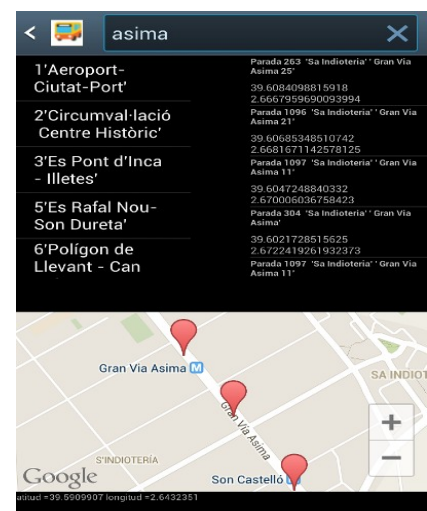 asima
1'Aeroport-
Ciutat-Port'
2'Circumval·lació
Centre Històric'
3'Es Pont d'Inca
- Illetes'
5'Es Rafal Nou-
Son Dureta'
6'Polígon de
Llevant - Can
Parada 263 'Sa Indioteria' ' Gran Via
Asima 25'
39.6084098815918
2.6667959690093994
Parada 1096 'Sa Indioteria' ' Gran Via
Asima 21'
39.60685348510742
2.6681671142578125
Parada 1097 'Sa Indioteria' ' Gran Via
Asima 11'
39.6047248840332
2.670006036758423
Parada 304 'Sa Indioteria' ' Gran Via
Asima'
39.6021728515625
2.6722419261932373
Parada 1097 'Sa Indioteria' ' Gran Via
Asima 11'
Gran Via Asima M
SA INDIOT
Gran Via Asima
S'INDIOTERÍA
Son Castelló
Google
+
−
atitud =39.5909907 longitud =2.6432351